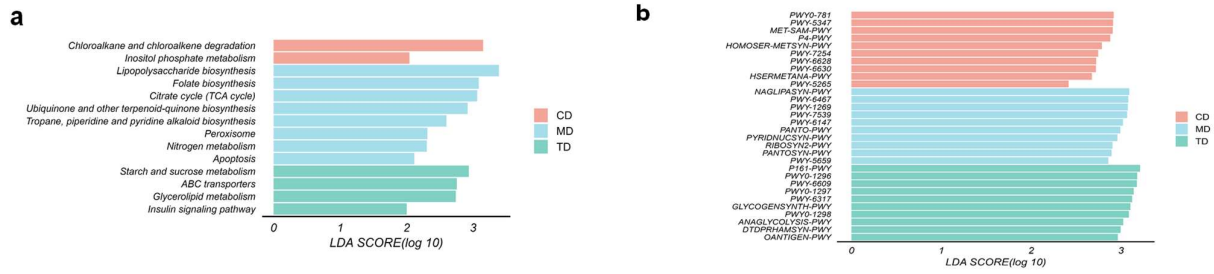 a
Chloroalkane and chloroalkene degradation
Inositol phosphate metabolism
Lipopolysaccharide biosynthesis
Folate biosynthesis
Citrate cycle (TCA cycle)
Ubiquinone and other terpenoid-quinone biosynthesis
Tropane, piperidine and pyridine alkaloid biosynthesis
Peroxisome
Nitrogen metabolism
Apoptosis
Starch and sucrose metabolism
ABC transporters
Glycerolipid metabolism
Insulin signaling pathway
0 1 2 3
LDA SCORE(log 10)
CD
MD
TD
b
PWY0-781
PWY-5347
MET-SAM-PWY
P4-PWY
HOMOSER-METSYN-PWY
PWY-7254
PWY-6628
PWY-6630
HSERMETANA-PWY
PWY-5265
NAGLIPASYN-PWY
PWY-6467
PWY-1269
PWY-7539
PWY-6147
PANTO-PWY
PYRIDNUCSYN-PWY
RIBOSYN2-PWY
PANTOSYN-PWY
PWY-5659
P161-PWY
PWY0-1296
PWY-6609
PWY0-1297
PWY-6317
GLYCOGENSYNTH-PWY
PWY0-1298
ANAGLYCOLYSIS-PWY
DTDPRHAMSYN-PWY
OANTIGEN-PWY
0 1 2 3
LDA SCORE(log 10)
CD
MD
TD